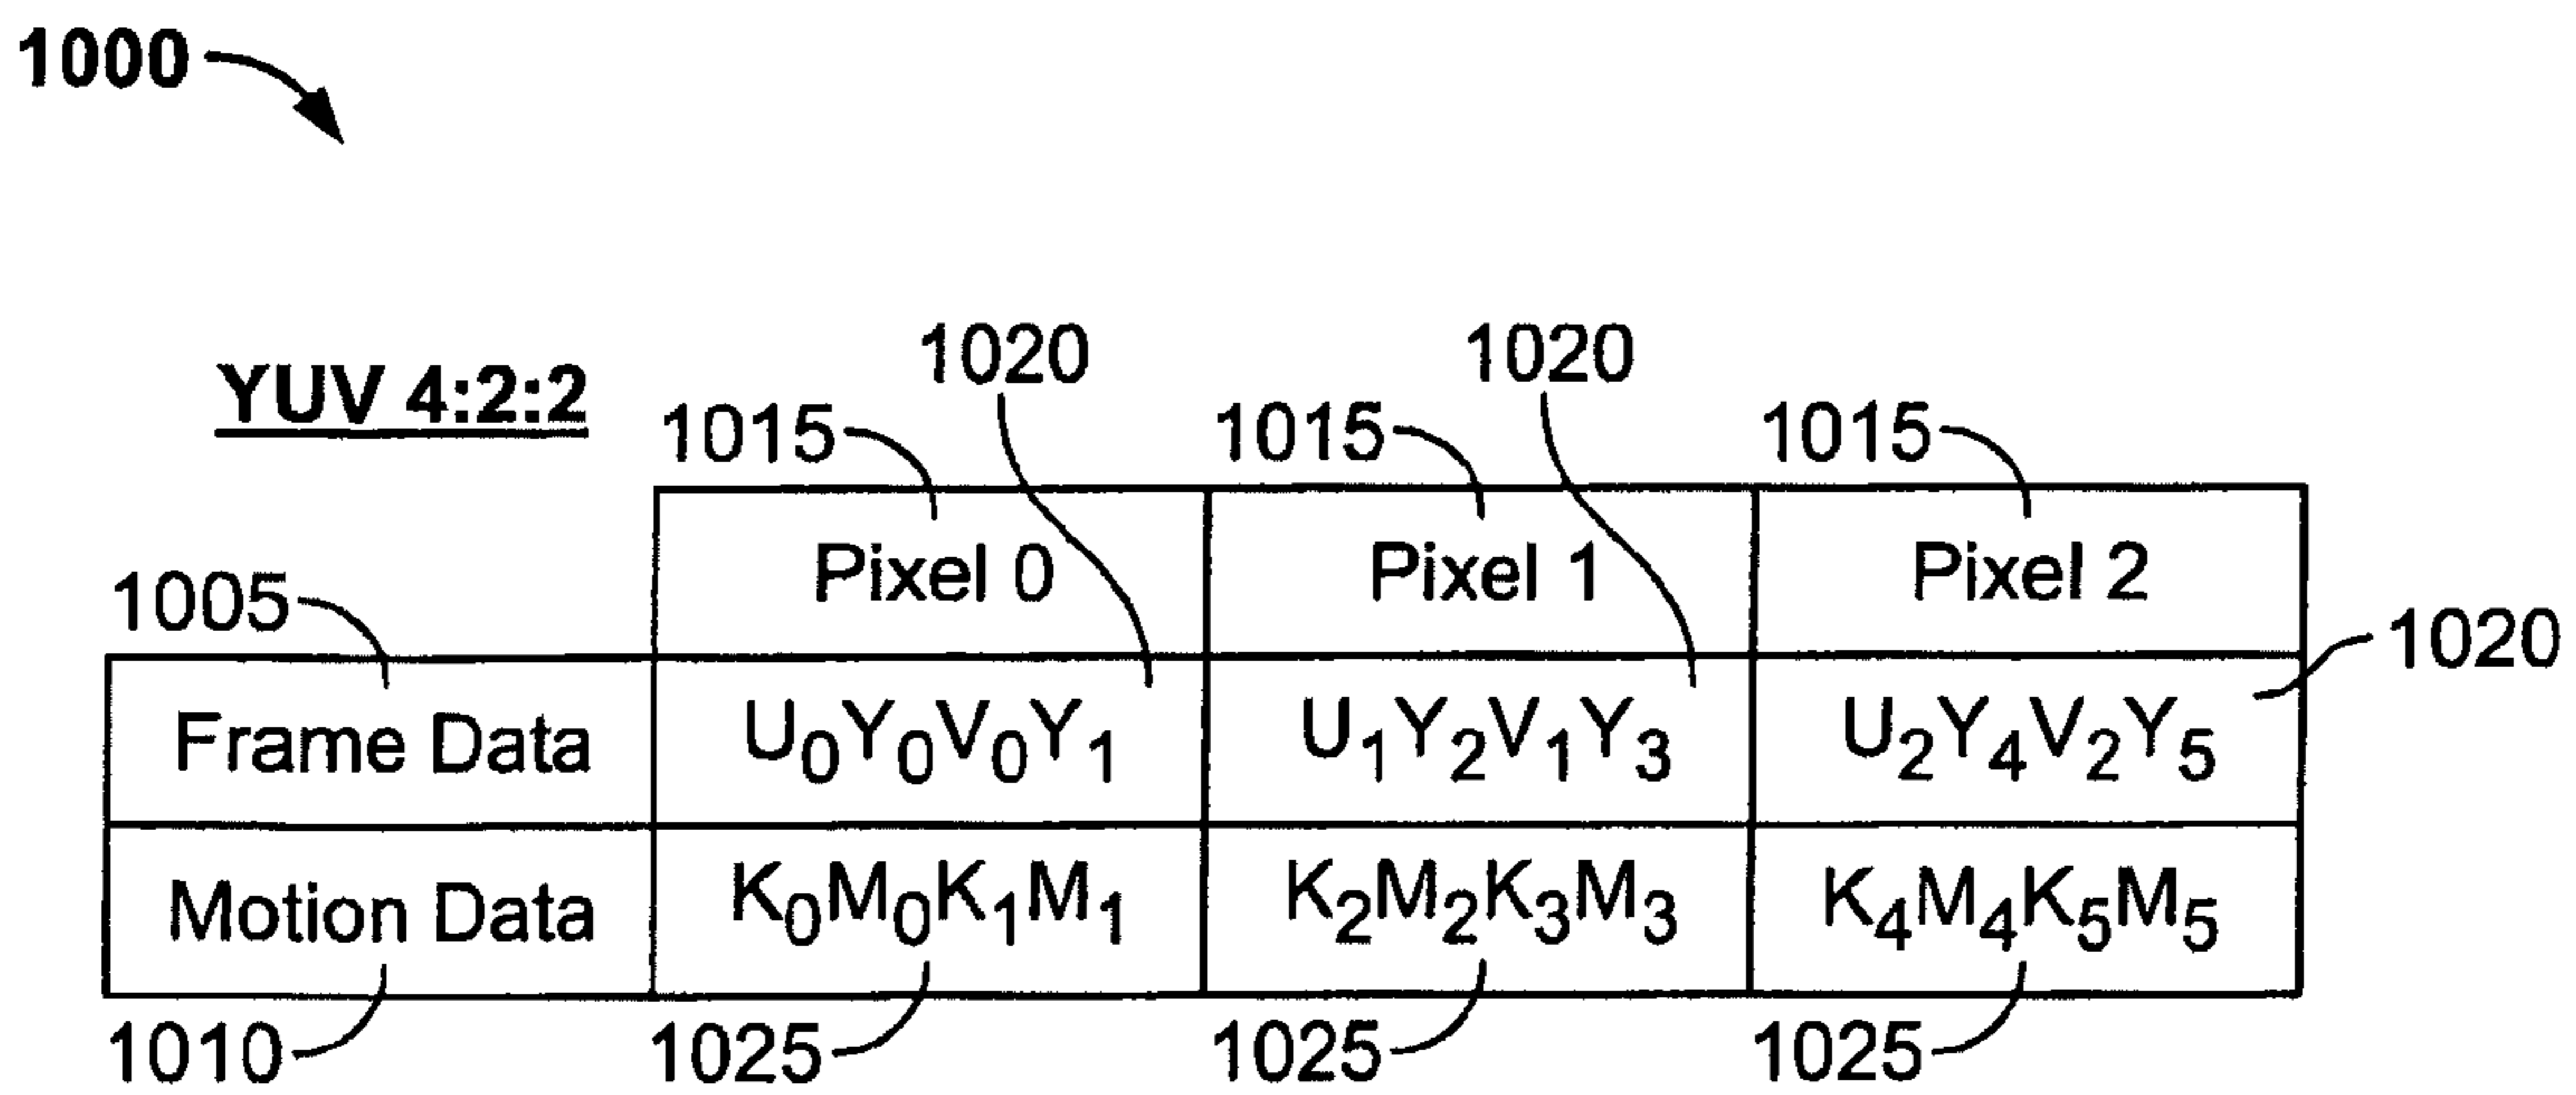 1000
1020 1020
YUV 4:2:2
1015 1015 1015
Pixel 0 Pixel 1 Pixel 2
1005
1020
Frame Data U₀Y₀V₀Y₁ U₁Y₂V₁Y₃ U₂Y₄V₂Y₅
Motion Data K₀M₀K₁M₁ K₂M₂K₃M₃ K₄M₄K₅M₅
1010 1025 1025 1025